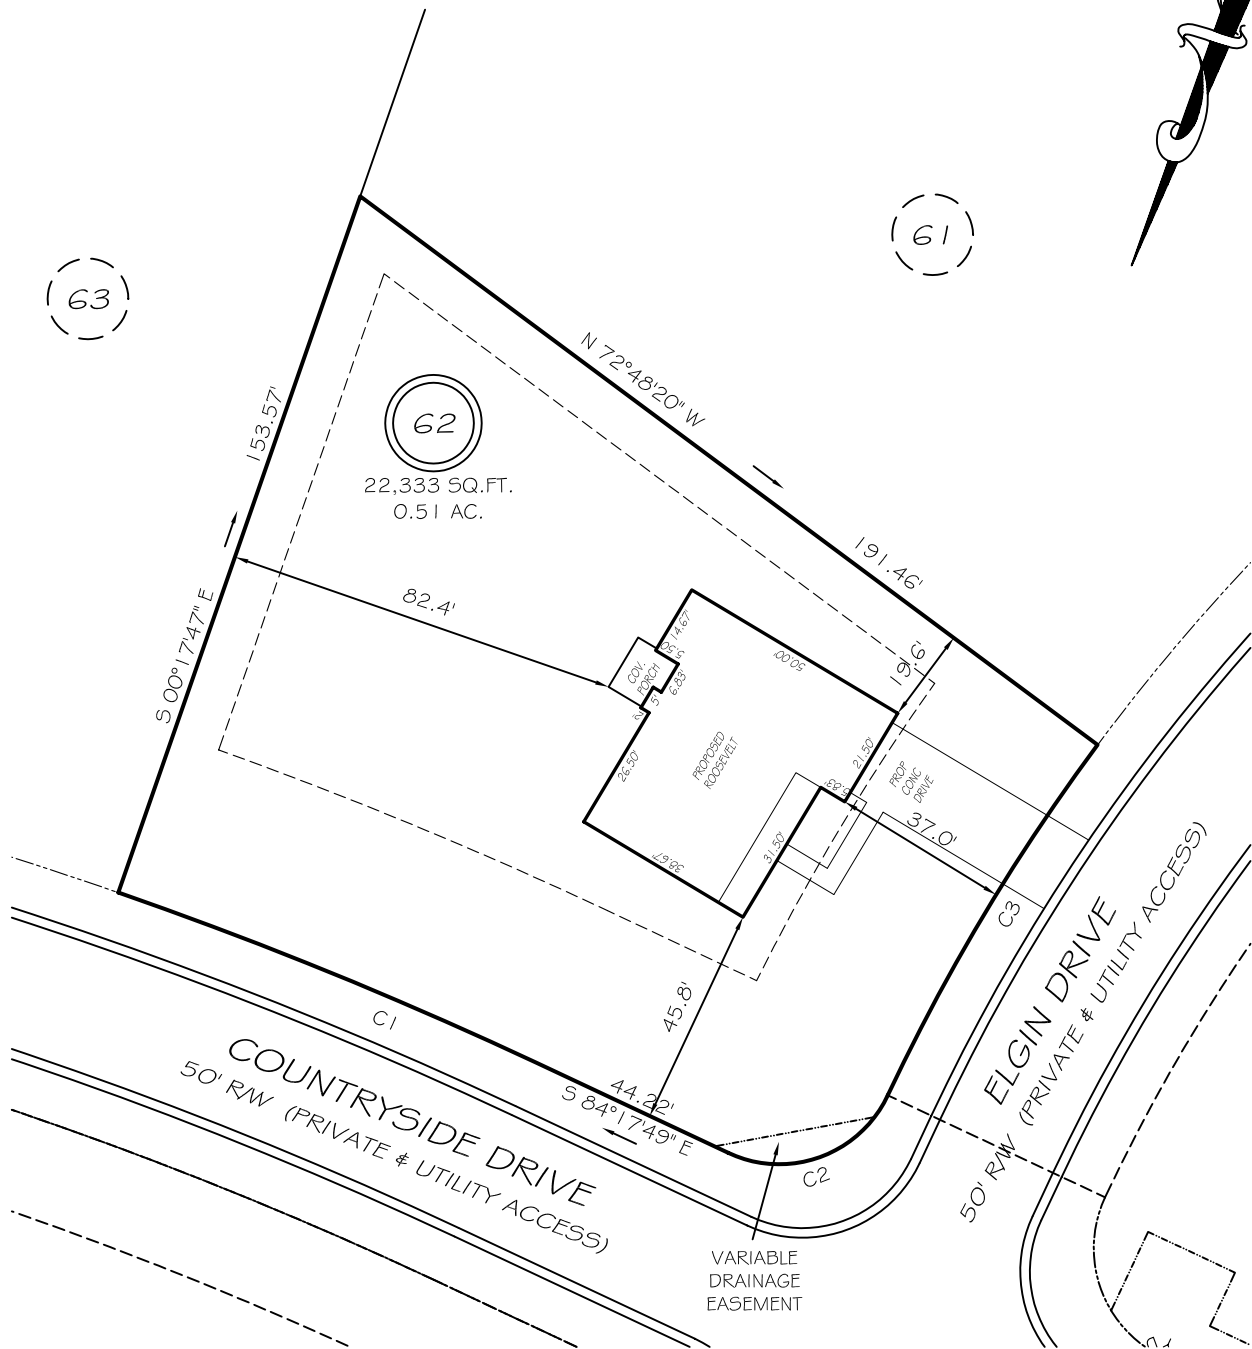 61
63
N 72°48'20" W
153.57'
62
22,333 SQ.FT.
0.51 AC.
191.46'
82.4'
S 00°17'47" E
19.6'
14.67'
5.50'
50.00'
COV.
PORCH
6.83'
5'
2'
26.50'
PROPOSED
ROOSEVELT
21.50'
5.83'
PROP
CONC
DRIVE
37.0'
31.50'
38.67'
C3
45.8'
C1
44.22'
S 84°17'49" E
C2
COUNTRYSIDE DRIVE
50' R/W (PRIVATE & UTILITY ACCESS)
ELGIN DRIVE
50' R/W (PRIVATE & UTILITY ACCESS)
VARIABLE
DRAINAGE
EASEMENT